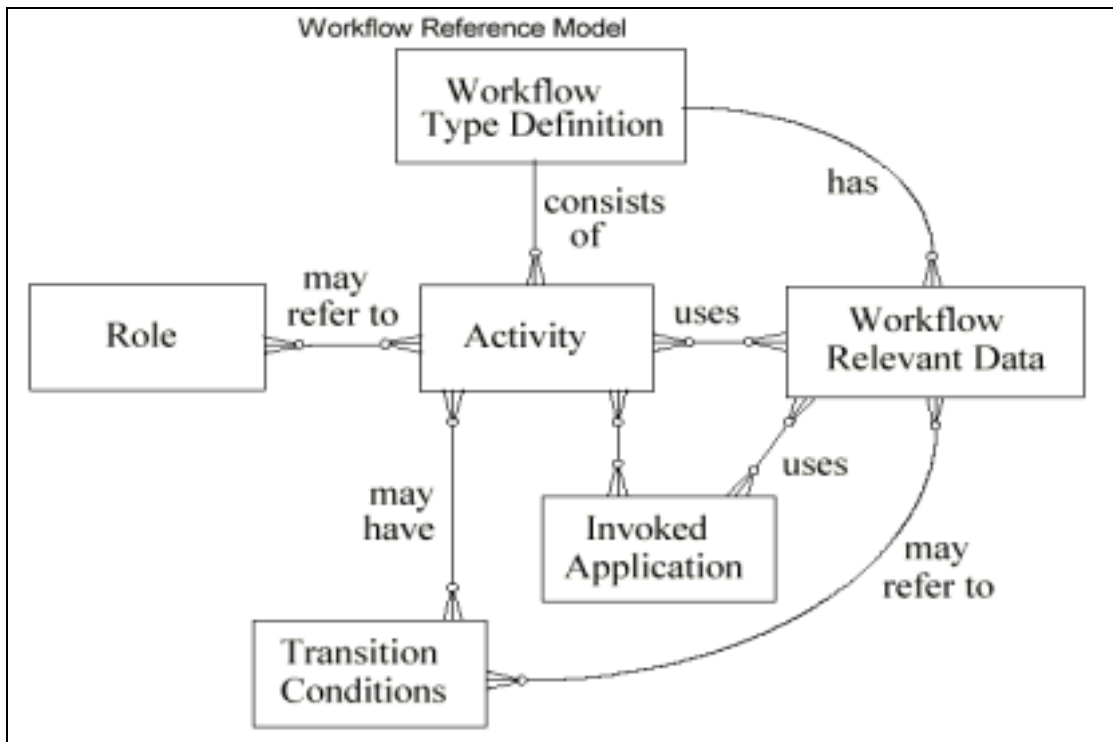 Workflow Reference Model
Workflow
Type Definition
has
consists
of
may
refer to
Role
Activity
uses
Workflow
Relevant Data
uses
may
have
Invoked
Application
may
refer to
Transition
Conditions